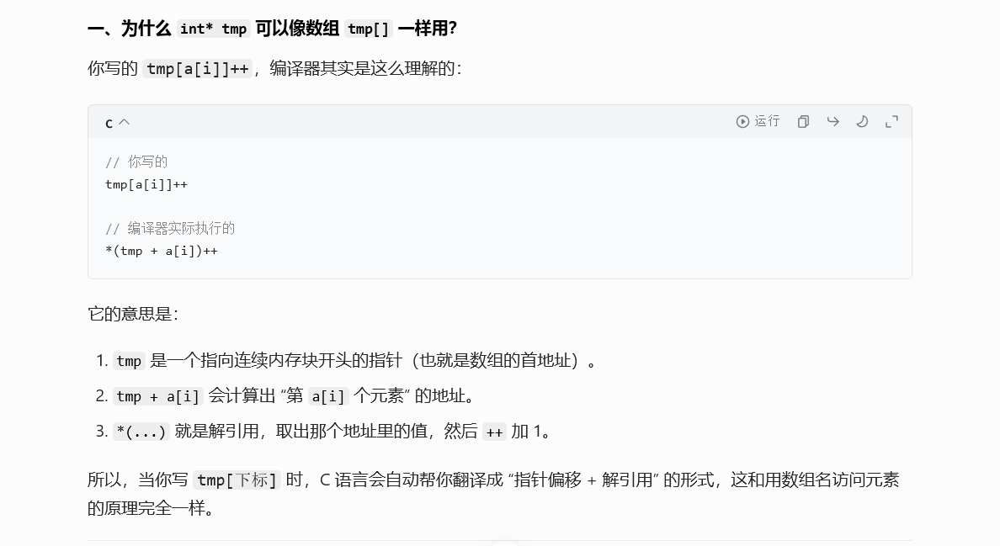 一、为什么 int* tmp 可以像数组 tmp[] 一样用？
你写的 tmp[a[i]]++，编译器其实是这么理解的：
c
运行
// 你写的
tmp[a[i]]++
// 编译器实际执行的
*(tmp + a[i])++
它的意思是：
1. tmp 是一个指向连续内存块开头的指针（也就是数组的首地址）。
2. tmp + a[i] 会计算出 “第 a[i] 个元素” 的地址。
3. *(...) 就是解引用，取出那个地址里的值，然后 ++ 加 1。
所以，当你写 tmp[下标] 时，C 语言会自动帮你翻译成 “指针偏移 + 解引用” 的形式，这和用数组名访问元素
的原理完全一样。